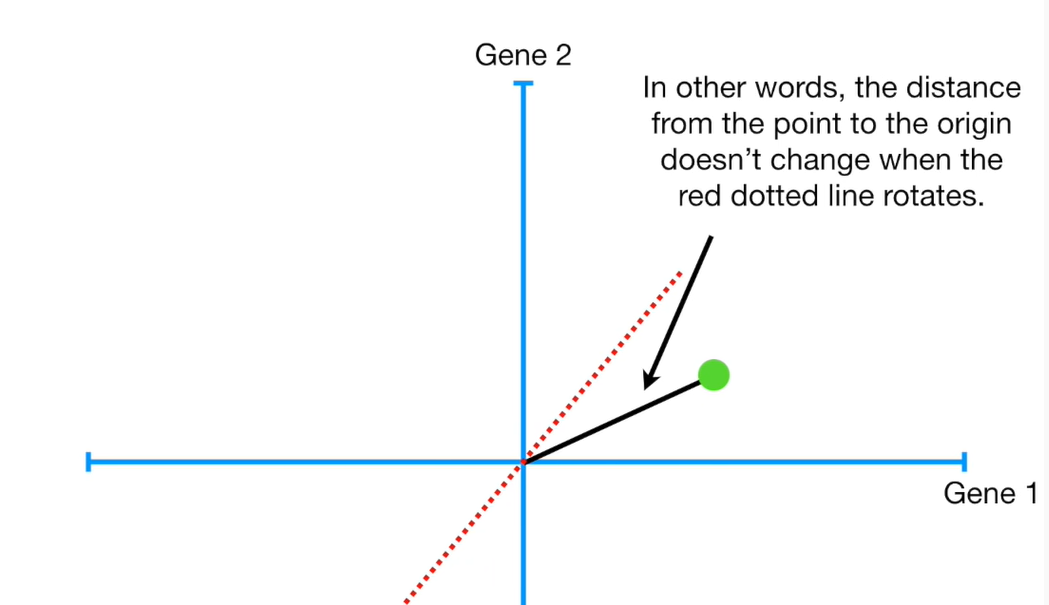 Gene 2
In other words, the distance
from the point to the origin
doesn’t change when the
red dotted line rotates.
Gene 1